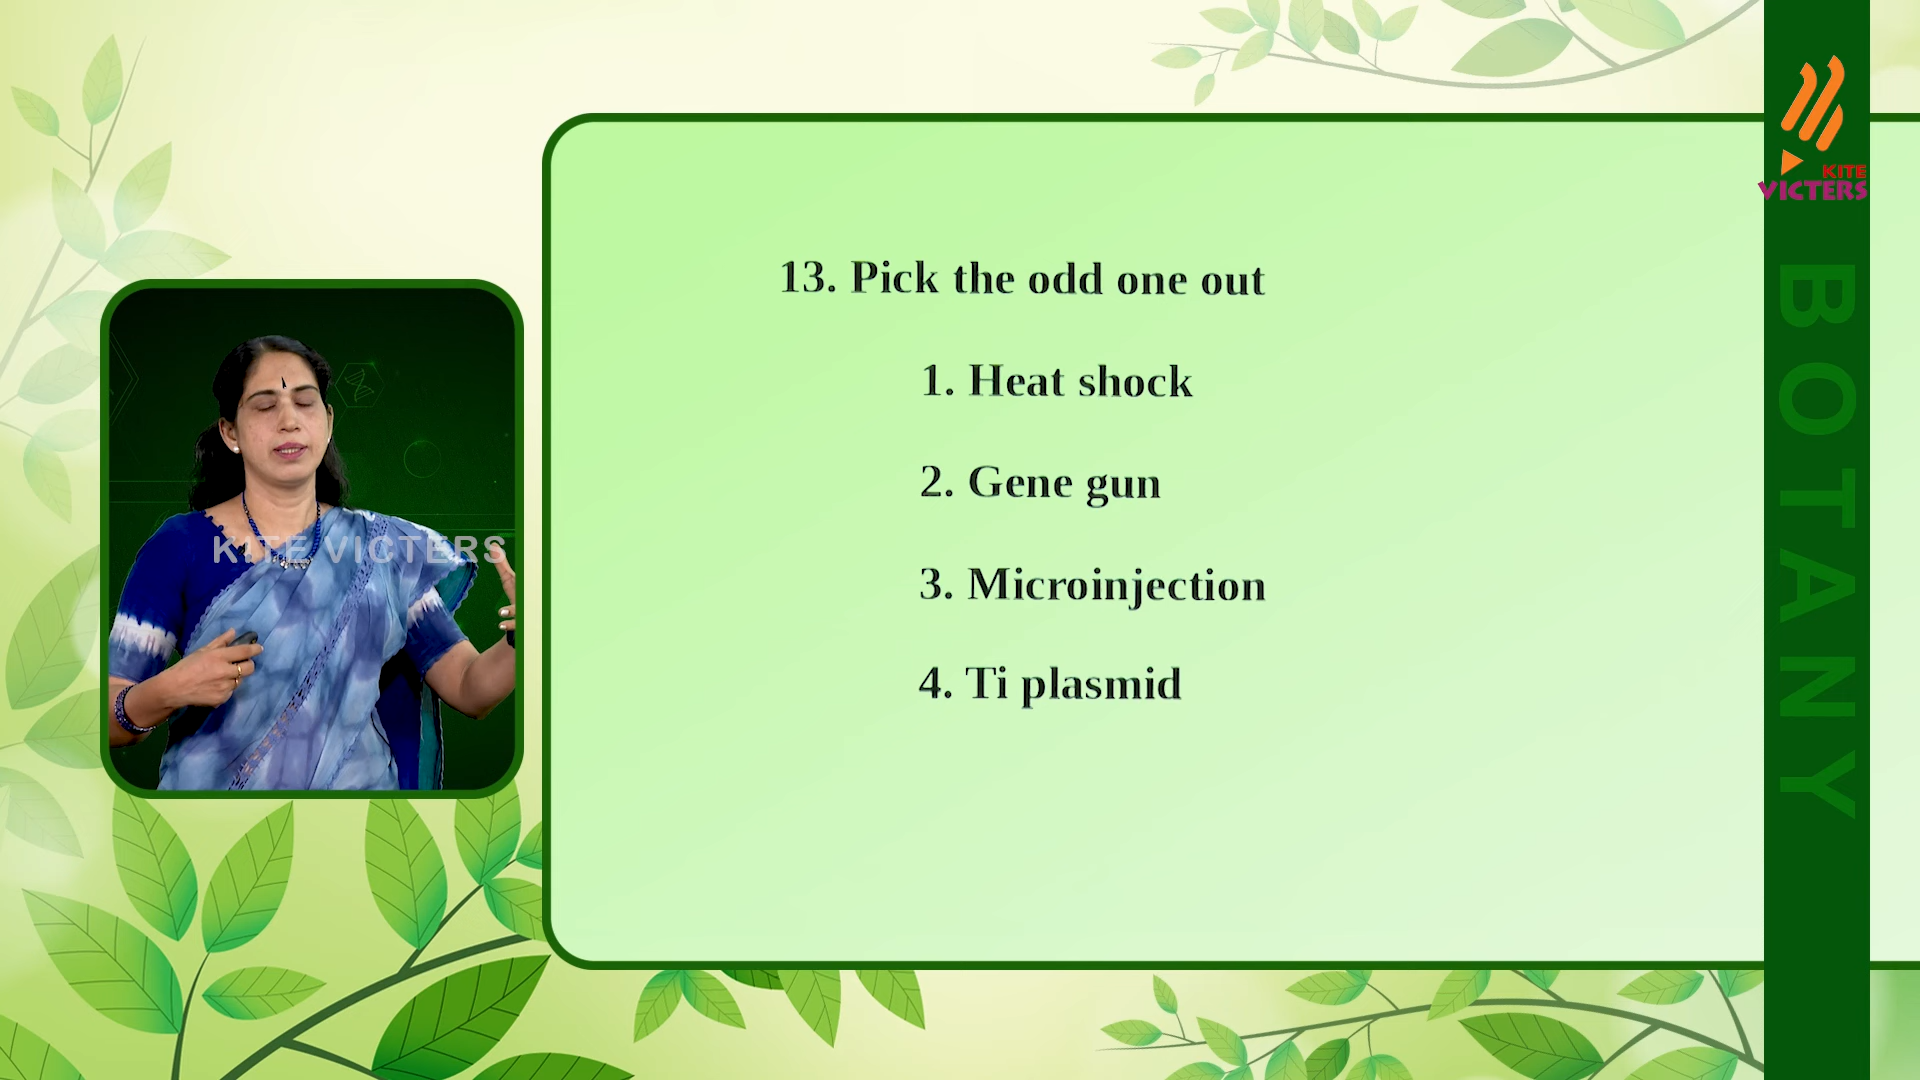 KITE
VICTERS
13. Pick the odd one out
1. Heat shock
2. Gene gun
3. Microinjection
4. Ti plasmid
KITE VICTERS
BOTANY